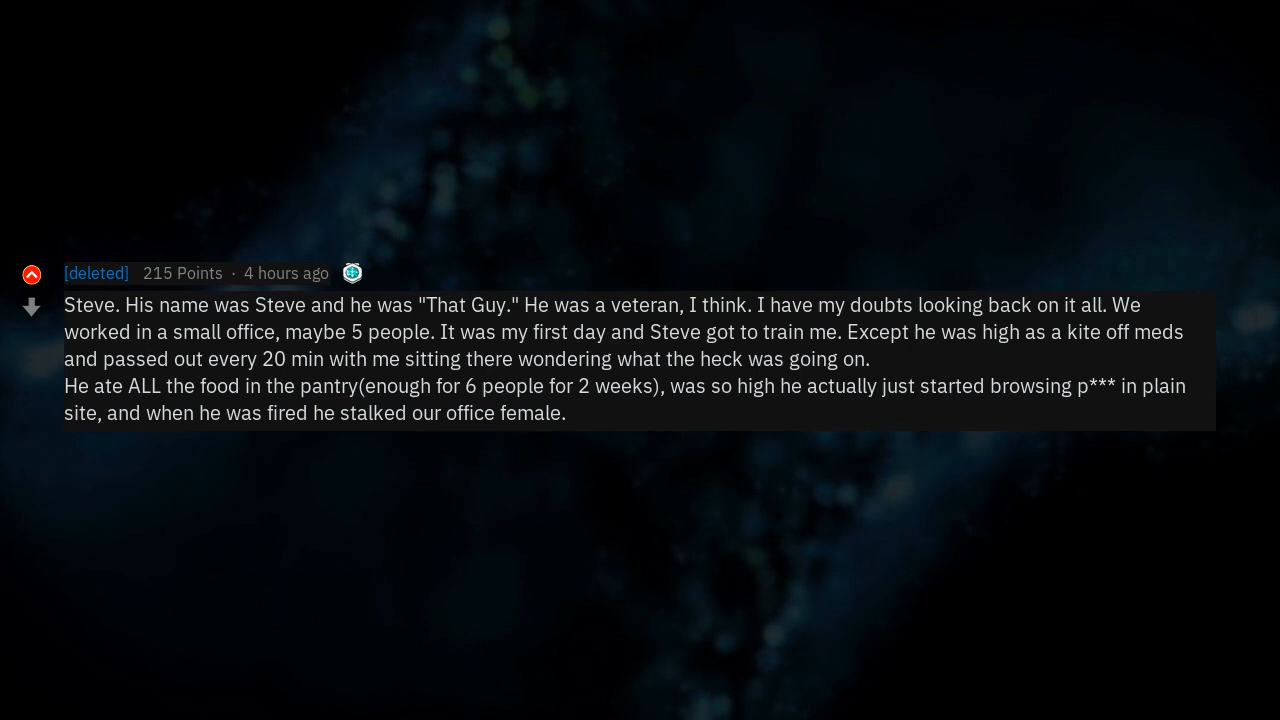 [deleted] 215 Points · 4 hours ago
Steve. His name was Steve and he was "That Guy." He was a veteran, I think. I have my doubts looking back on it all. We
worked in a small office, maybe 5 people. It was my first day and Steve got to train me. Except he was high as a kite off meds
and passed out every 20 min with me sitting there wondering what the heck was going on.
He ate ALL the food in the pantry(enough for 6 people for 2 weeks), was so high he actually just started browsing p*** in plain
site, and when he was fired he stalked our office female.